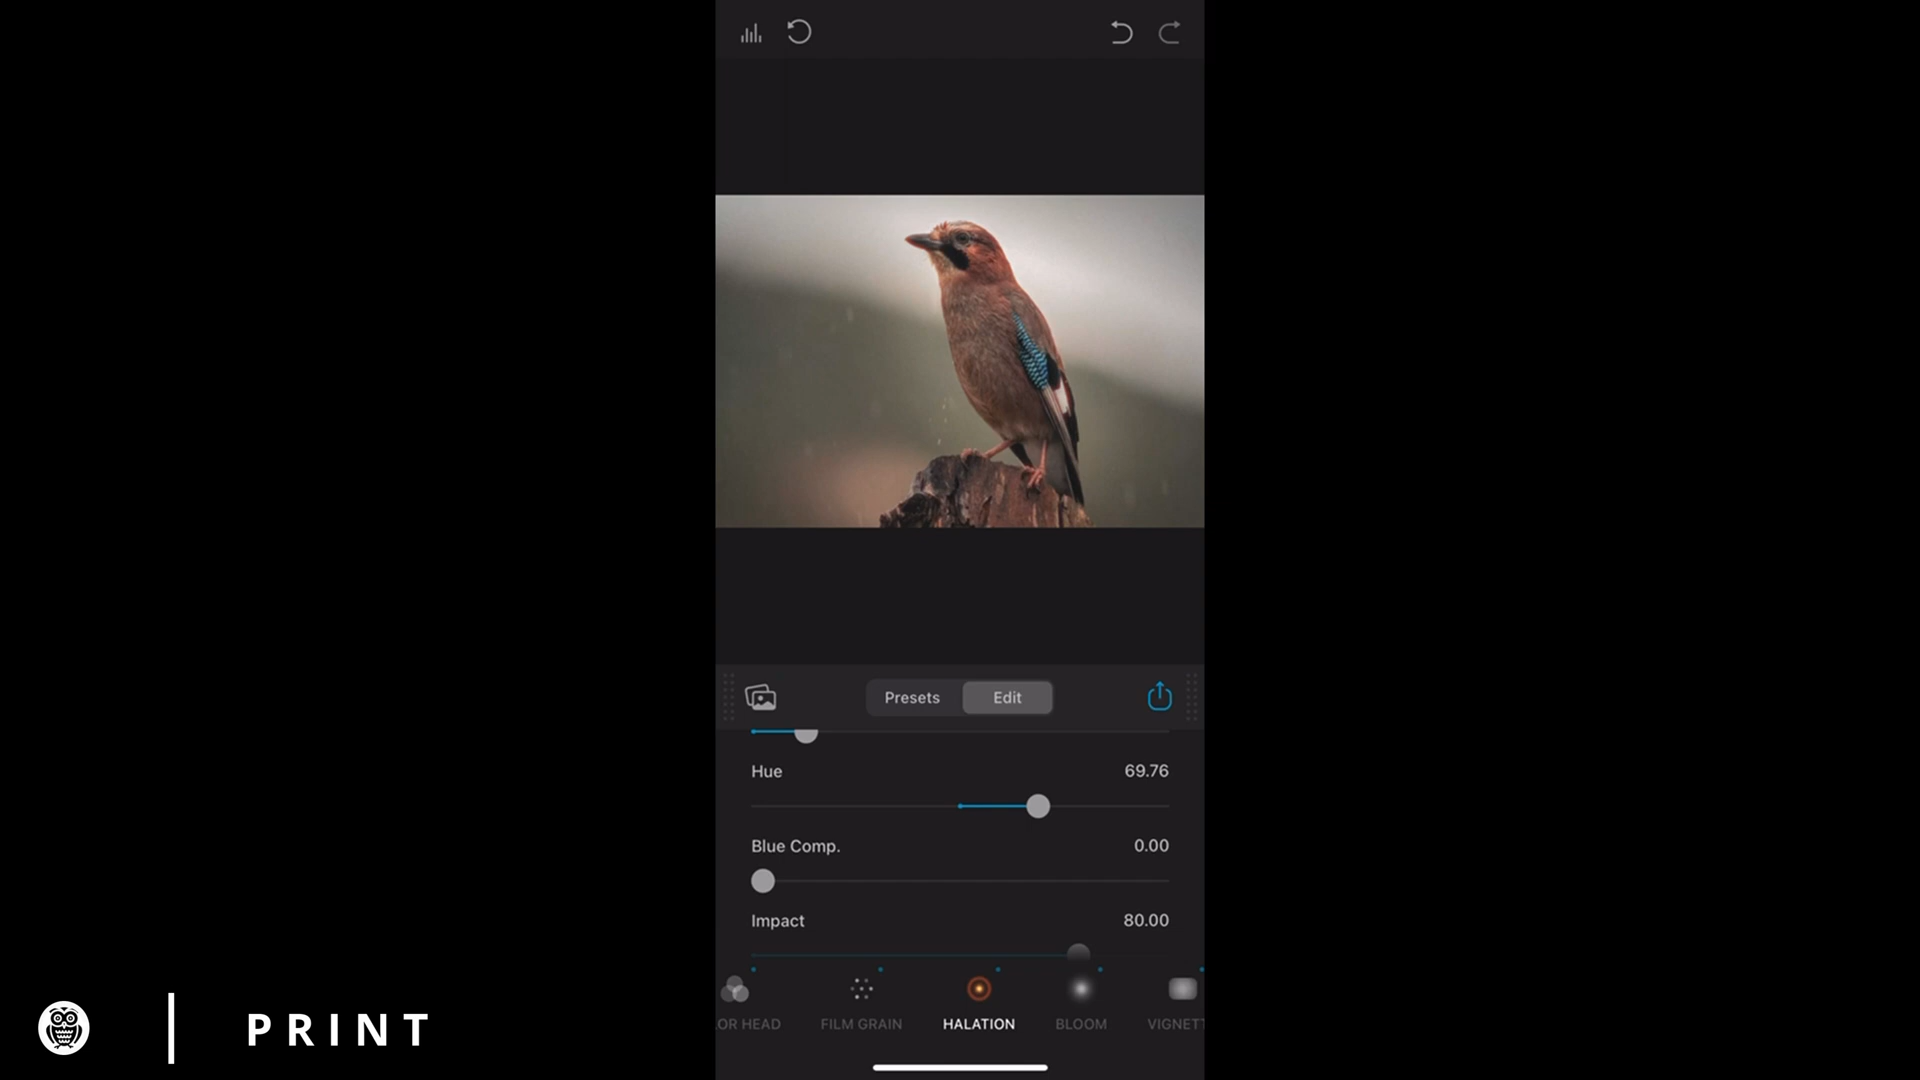 Presets Edit
Hue 69.76
Blue Comp. 0.00
Impact 80.00
OR HEAD FILM GRAIN HALATION BLOOM VIGNETT
PRINT